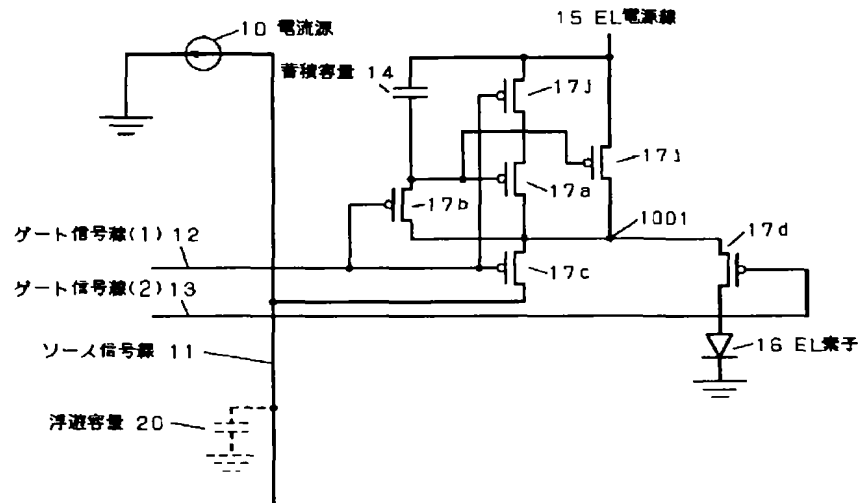 10 電流源
15 EL電源線
蓄積容量 14
17j
17i
17a
17b
1001
17d
ゲート信号線(1) 12
17c
ゲート信号線(2) 13
16 EL素子
ソース信号線 11
浮遊容量 20